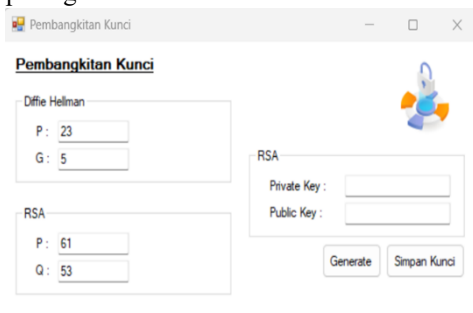 Pembangkitan Kunci
Pembangkitan Kunci
Diffie Hellman
P : 23
G : 5
RSA
P : 61
Q : 53
RSA
Private Key :
Public Key :
Generate
Simpan Kunci